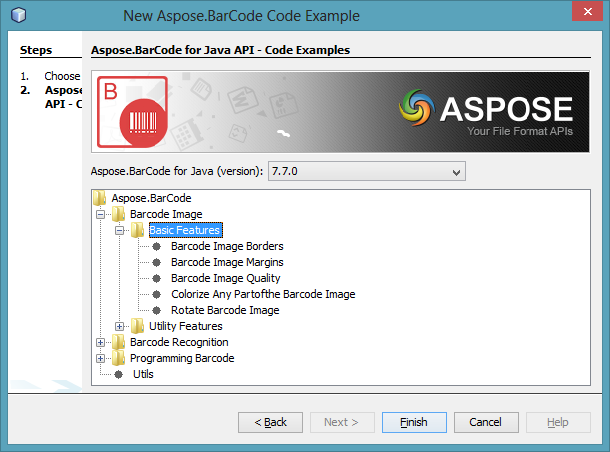 New Aspose.BarCode Code Example
Steps
1. Choose
2. Aspose
API - C
Aspose.BarCode for Java API - Code Examples
B
ASPOSE
Your File Format APIs
Aspose.BarCode for Java (version): 7.7.0
Aspose.BarCode
Barcode Image
Basic Features
Barcode Image Borders
Barcode Image Margins
Barcode Image Quality
Colorize Any Partofthe Barcode Image
Rotate Barcode Image
Utility Features
Barcode Recognition
Programming Barcode
Utils
< Back Next > Finish Cancel Help